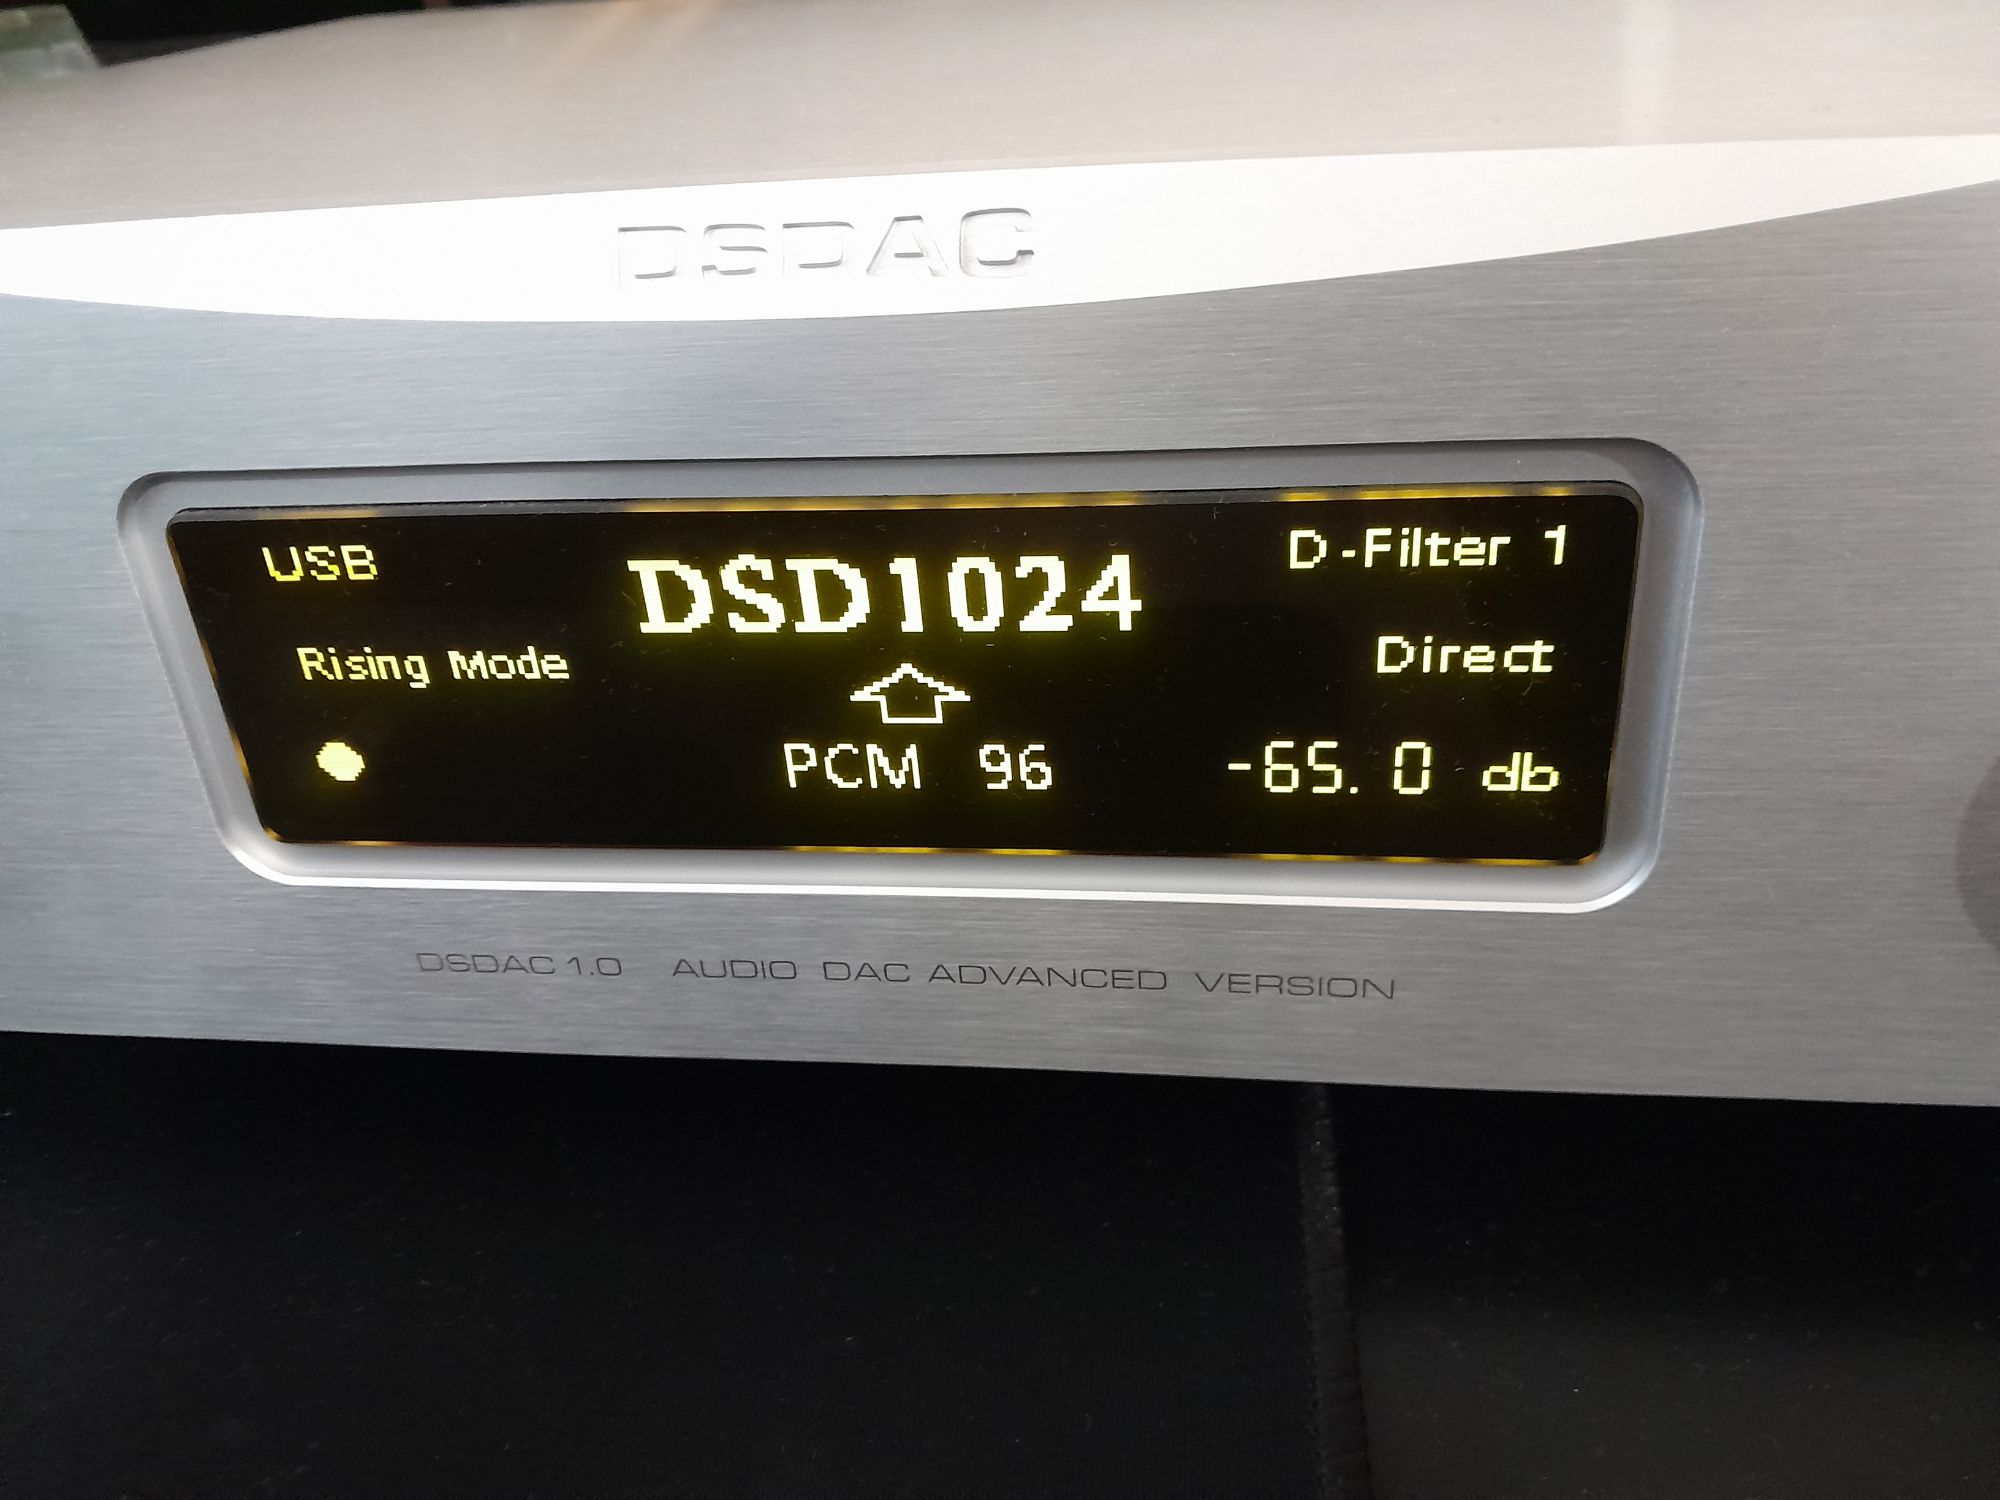 DSDAC
USB DSD1024 D-Filter 1
Rising Mode Direct
PCM 96 -65.0 db
DSDAC 1.0 AUDIO DAC ADVANCED VERSION